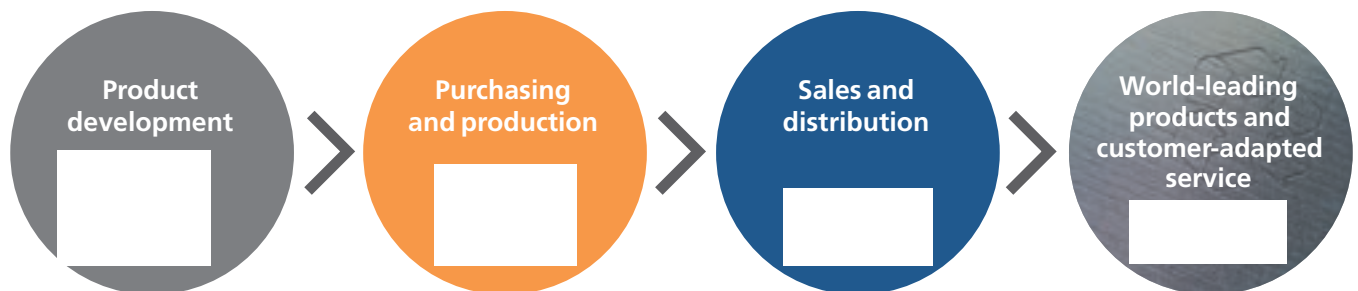 Product
development
Purchasing
and production
Sales and
distribution
World-leading
products and
customer-adapted
service